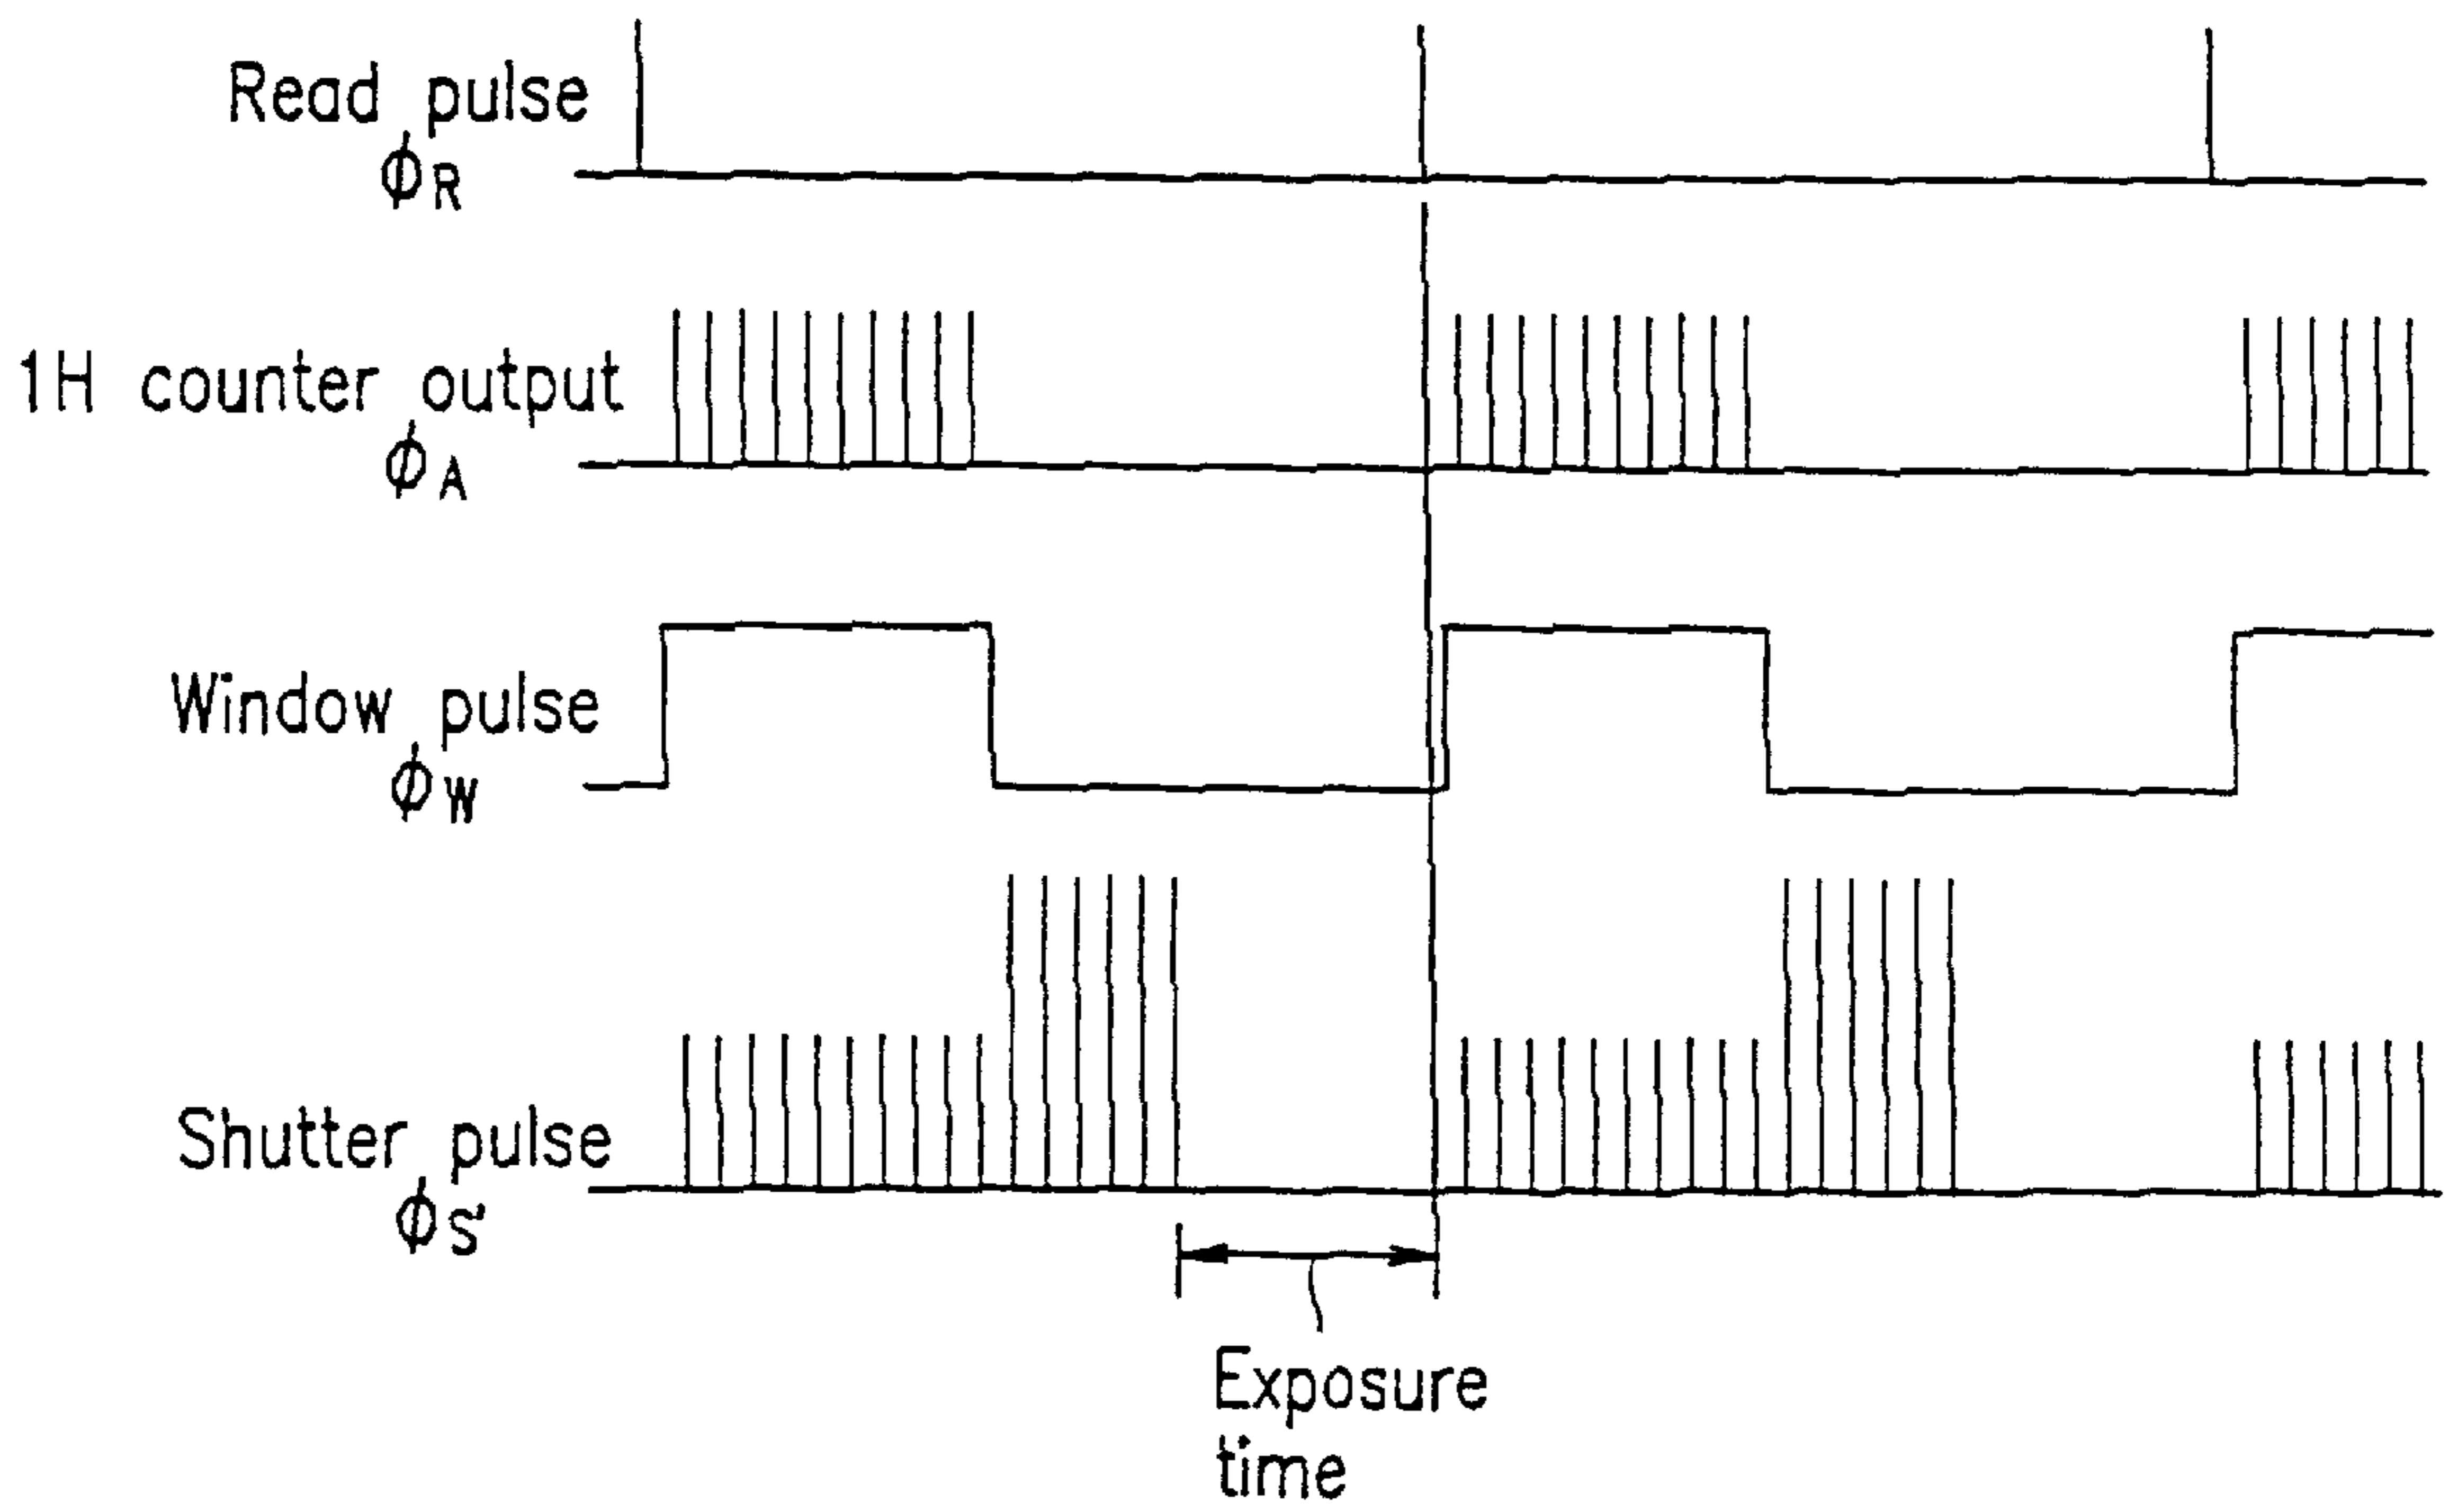 Read pulse
ϕR
1H counter output
ϕA
Window pulse
ϕW
Shutter pulse
ϕS'
Exposure
time